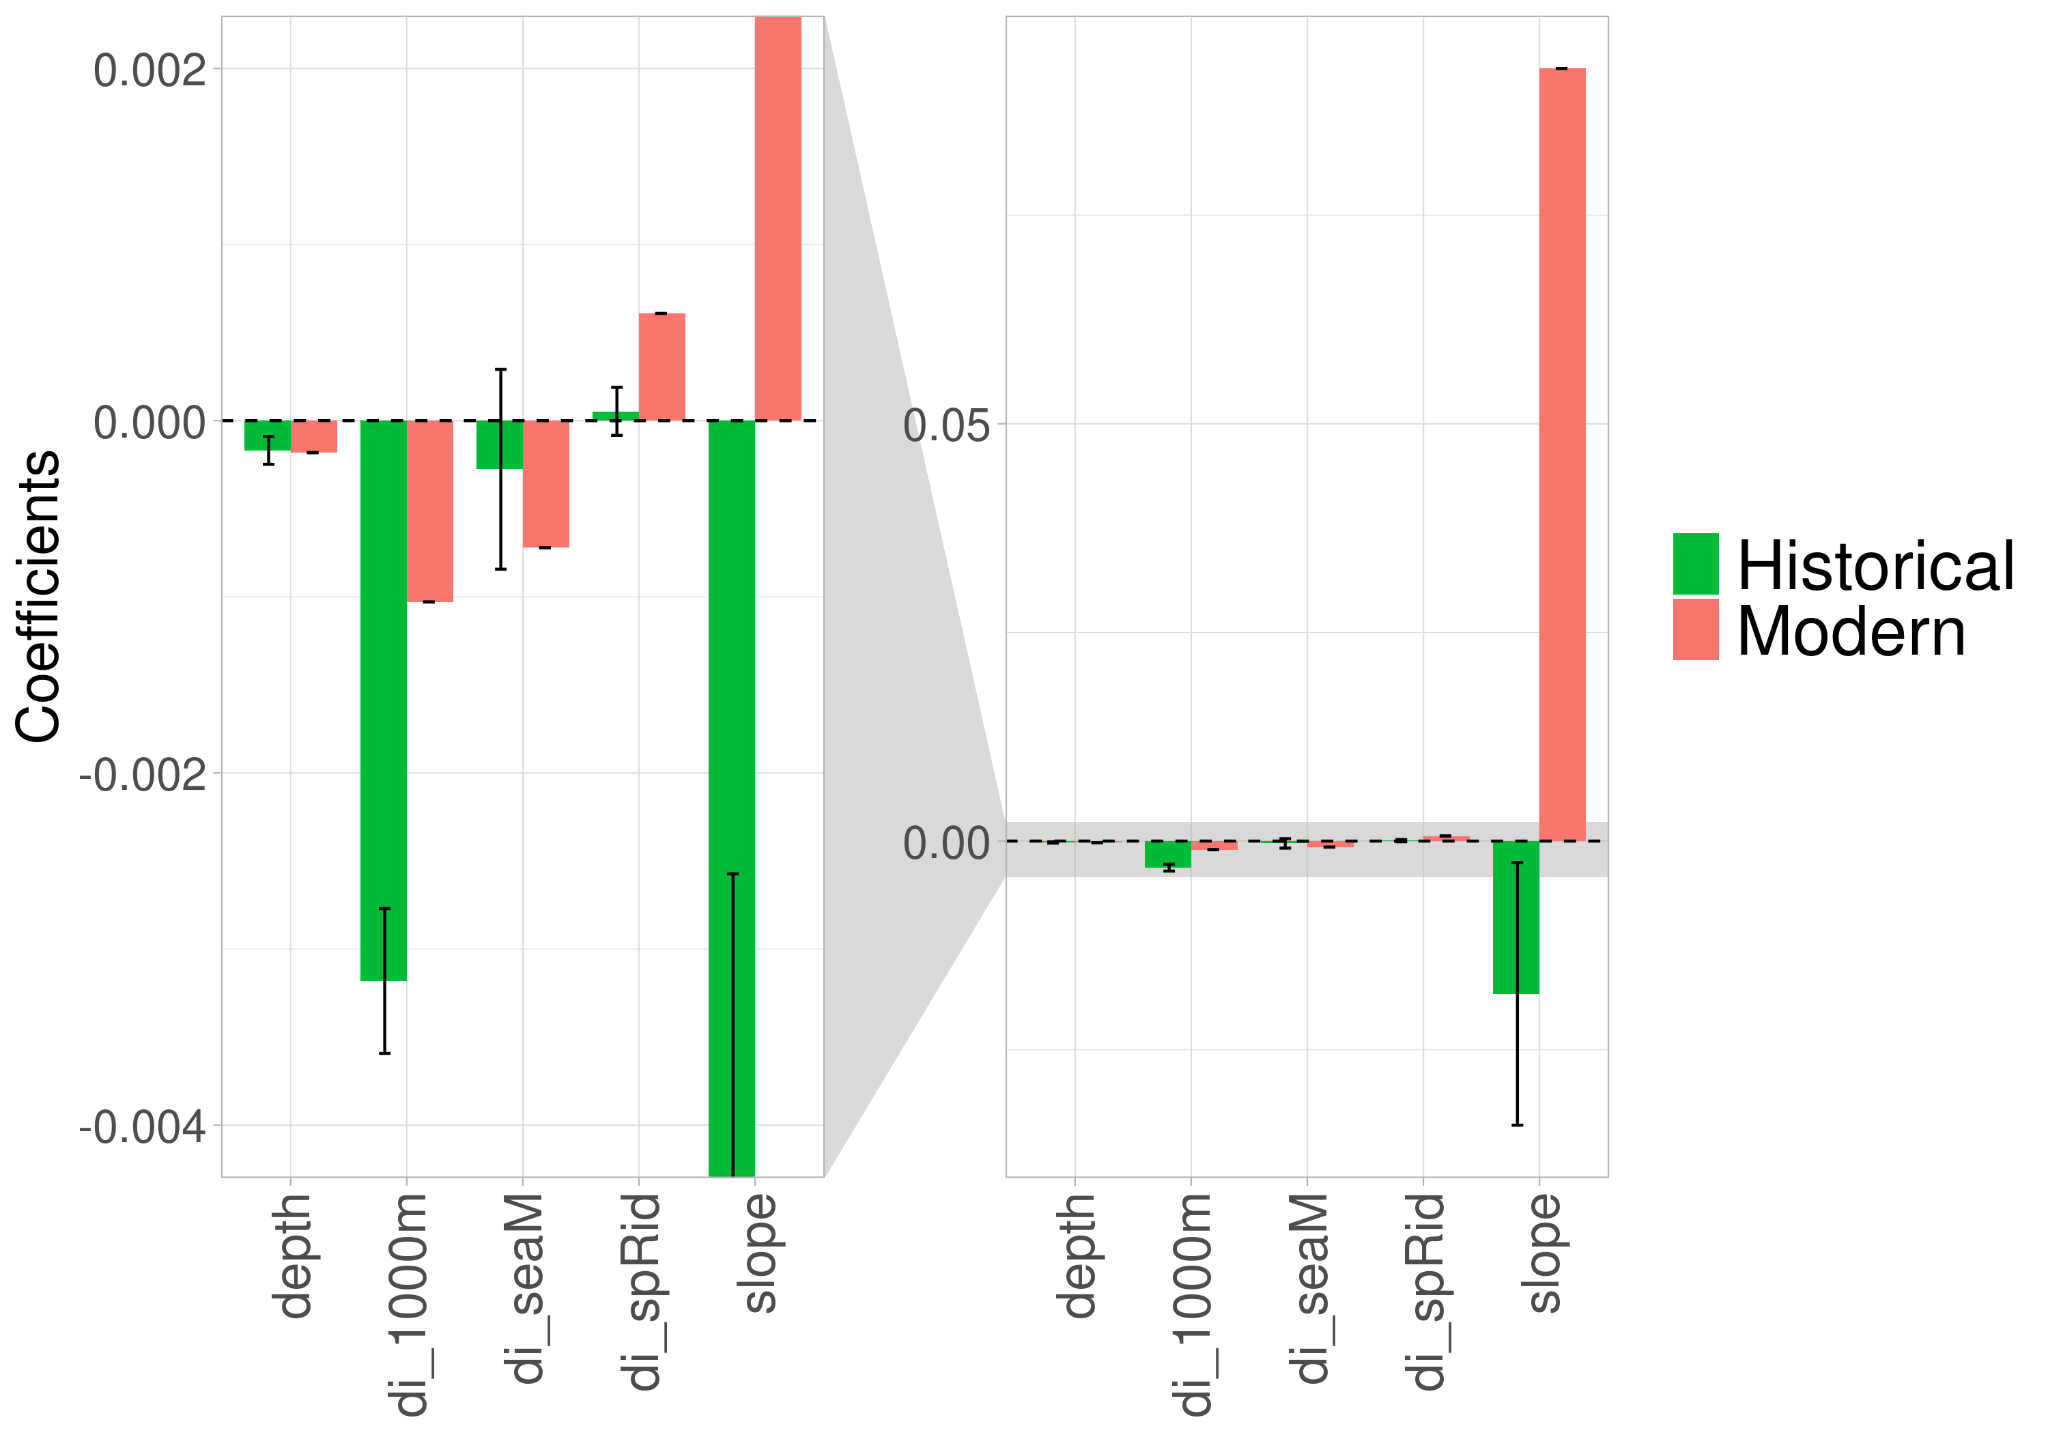 Coefficients
0.002
0.000
-0.002
-0.004
depth
di_1000m
di_seaM
di_spRid
slope
0.05
0.00
depth
di_1000m
di_seaM
di_spRid
slope
Historical
Modern